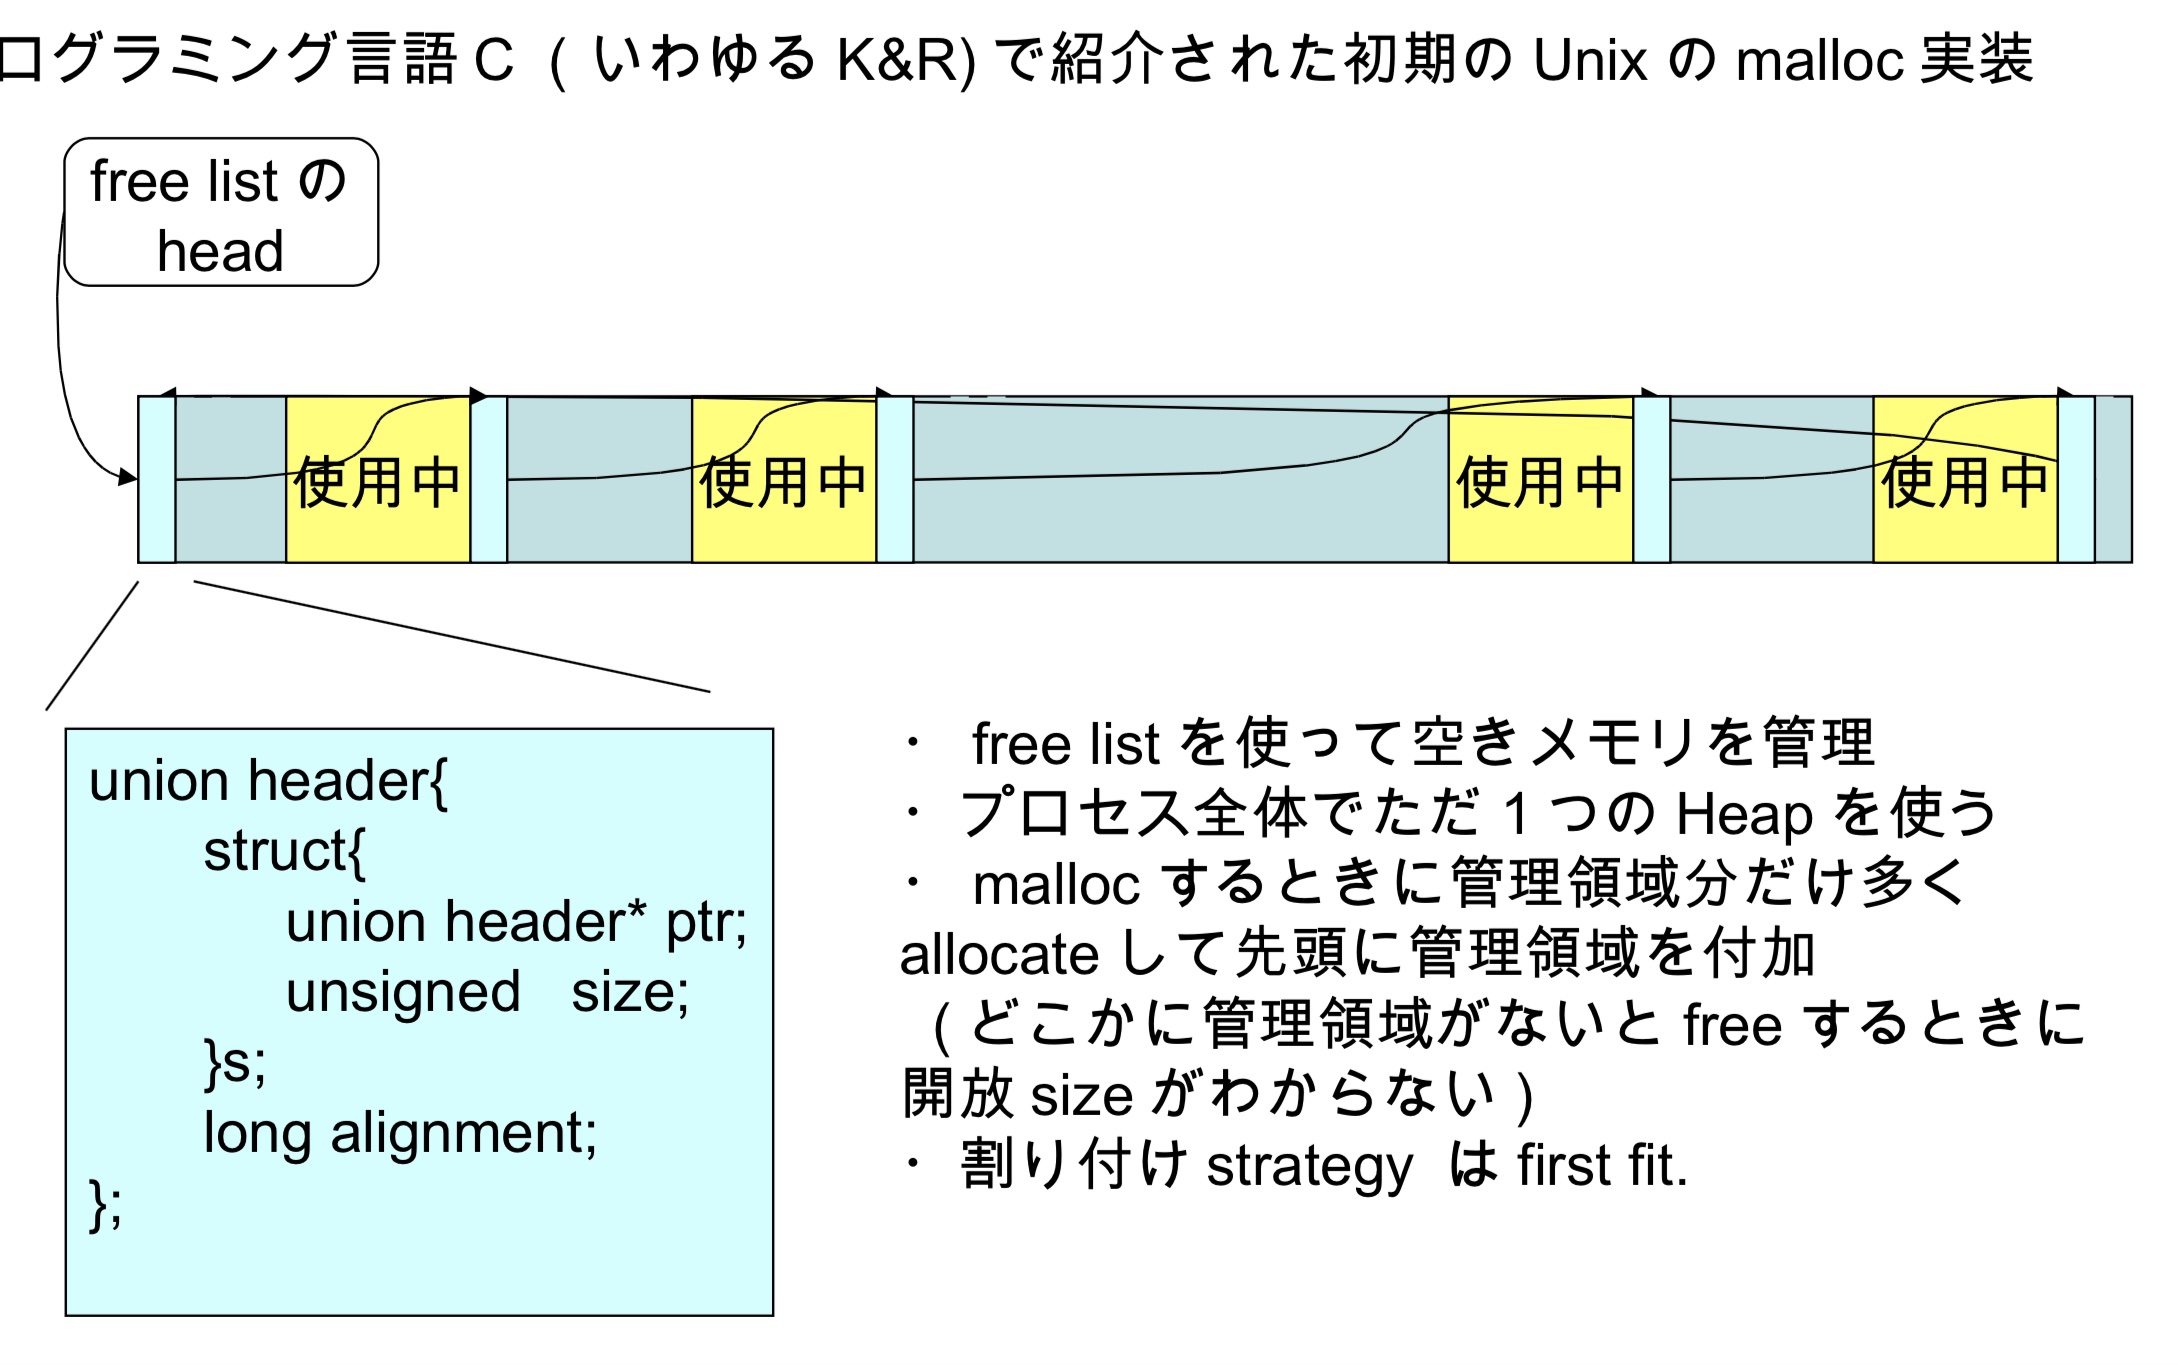 ログラミング言語 C ( いわゆる K&R) で紹介された初期の Unix の malloc 実装
free list の
head
使用中 使用中 使用中 使用中
union header{
struct{
union header* ptr;
unsigned size;
}s;
long alignment;
};
・ free list を使って空きメモリを管理
・プロセス全体でただ 1 つの Heap を使う
・ malloc するときに管理領域分だけ多く
allocate して先頭に管理領域を付加
( どこかに管理領域がないと free するときに
開放 size がわからない )
・割り付け strategy は first fit.